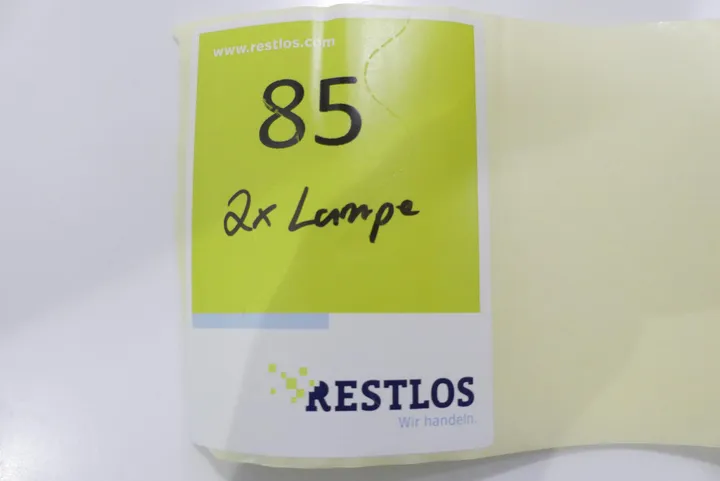 www.restlos.com
85
2x Lampe
RESTLOS
Wir handeln.